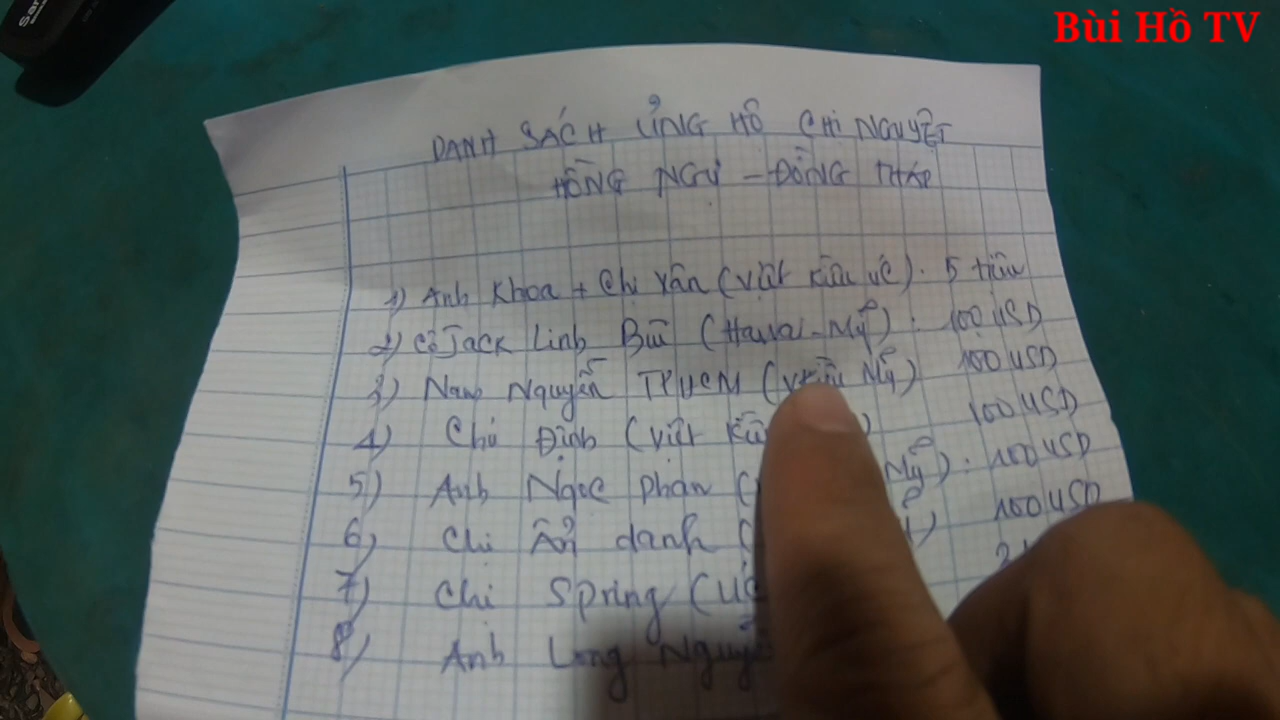 Bùi Hồ TV
DANH SÁCH ỦNG HỘ CHỊ NGUYỆT
HỒNG NGỰ - ĐỒNG THÁP
1) Anh Khoa + Chị Vân (Việt Kiều Úc). 5 triệu
2) Cô Jack Linh Bùi (Hawai - Mỹ): 100 USD
3) Nam Nguyễn TPHCM (VKiều Mỹ) 100 USD
4) Chú Định (Việt Kiều ) 100 USD
5) Anh Ngọc Phan ( Mỹ). 100 USD
6) Chị Ẩn danh ( ) 100 USD
7) Chị Spring (Úc
8) Anh Long Nguyễn